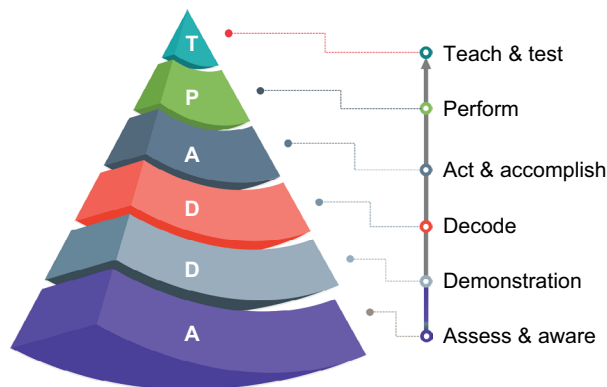 T
Teach & test
P
Perform
A
Act & accomplish
D
Decode
D
Demonstration
A
Assess & aware